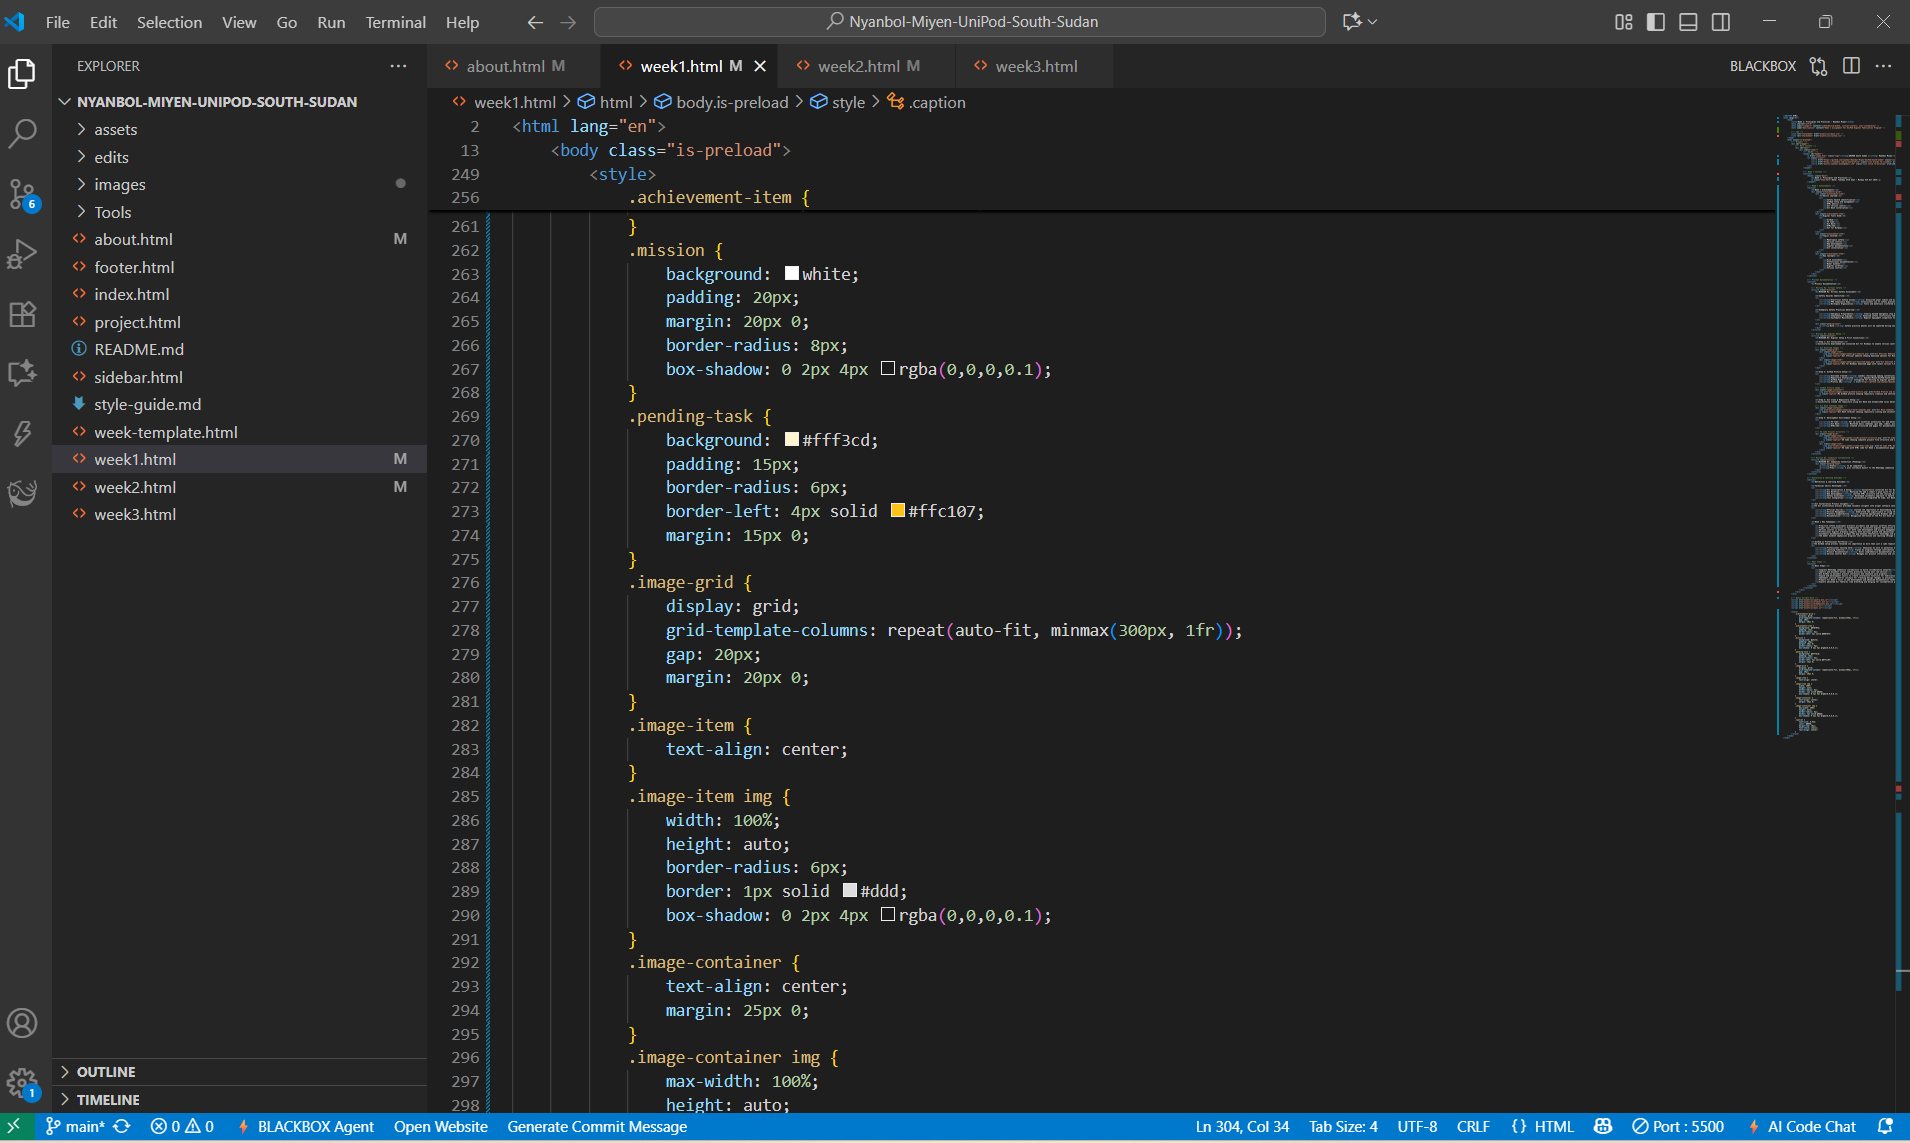 File Edit Selection View Go Run Terminal Help
Nyanbol-Miyen-UniPod-South-Sudan
EXPLORER
NYANBOL-MIYEN-UNIPOD-SOUTH-SUDAN
assets
edits
images
Tools
about.html M
footer.html
index.html
project.html
README.md
sidebar.html
style-guide.md
week-template.html
week1.html M
week2.html M
week3.html
OUTLINE
TIMELINE
about.html M week1.html M week2.html M week3.html
BLACKBOX
week1.html > html > body.is-preload > style > .caption
2 <html lang="en">
13 <body class="is-preload">
249 <style>
256 .achievement-item {
261 }
262 .mission {
263 background: white;
264 padding: 20px;
265 margin: 20px 0;
266 border-radius: 8px;
267 box-shadow: 0 2px 4px rgba(0,0,0,0.1);
268 }
269 .pending-task {
270 background: #fff3cd;
271 padding: 15px;
272 border-radius: 6px;
273 border-left: 4px solid #ffc107;
274 margin: 15px 0;
275 }
276 .image-grid {
277 display: grid;
278 grid-template-columns: repeat(auto-fit, minmax(300px, 1fr));
279 gap: 20px;
280 margin: 20px 0;
281 }
282 .image-item {
283 text-align: center;
284 }
285 .image-item img {
286 width: 100%;
287 height: auto;
288 border-radius: 6px;
289 border: 1px solid #ddd;
290 box-shadow: 0 2px 4px rgba(0,0,0,0.1);
291 }
292 .image-container {
293 text-align: center;
294 margin: 25px 0;
295 }
296 .image-container img {
297 max-width: 100%;
298 height: auto;
6
1
main* 0 0 BLACKBOX Agent Open Website Generate Commit Message Ln 304, Col 34 Tab Size: 4 UTF-8 CRLF {} HTML Port : 5500 AI Code Chat